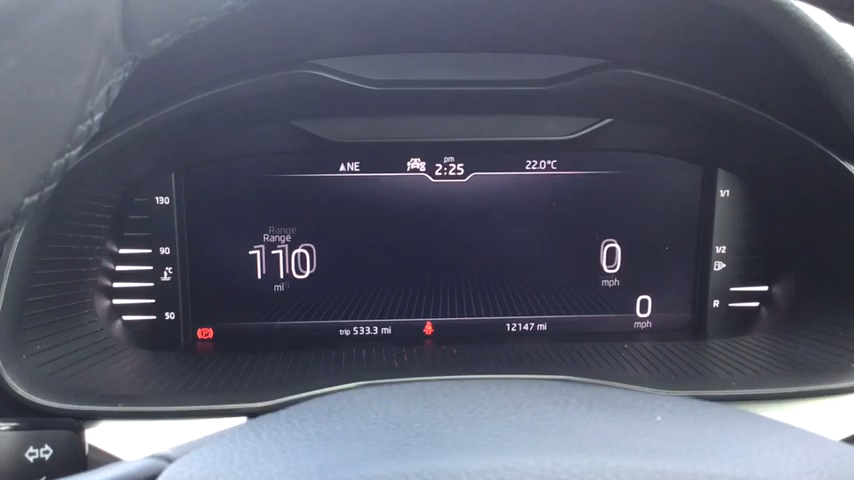 NE
pm
2:25
22.0°C
130
90
°C
50
Range
Range
110
mi
0
mph
0
mph
1/1
1/2
R
(P)
trip 533.3 mi
12147 mi